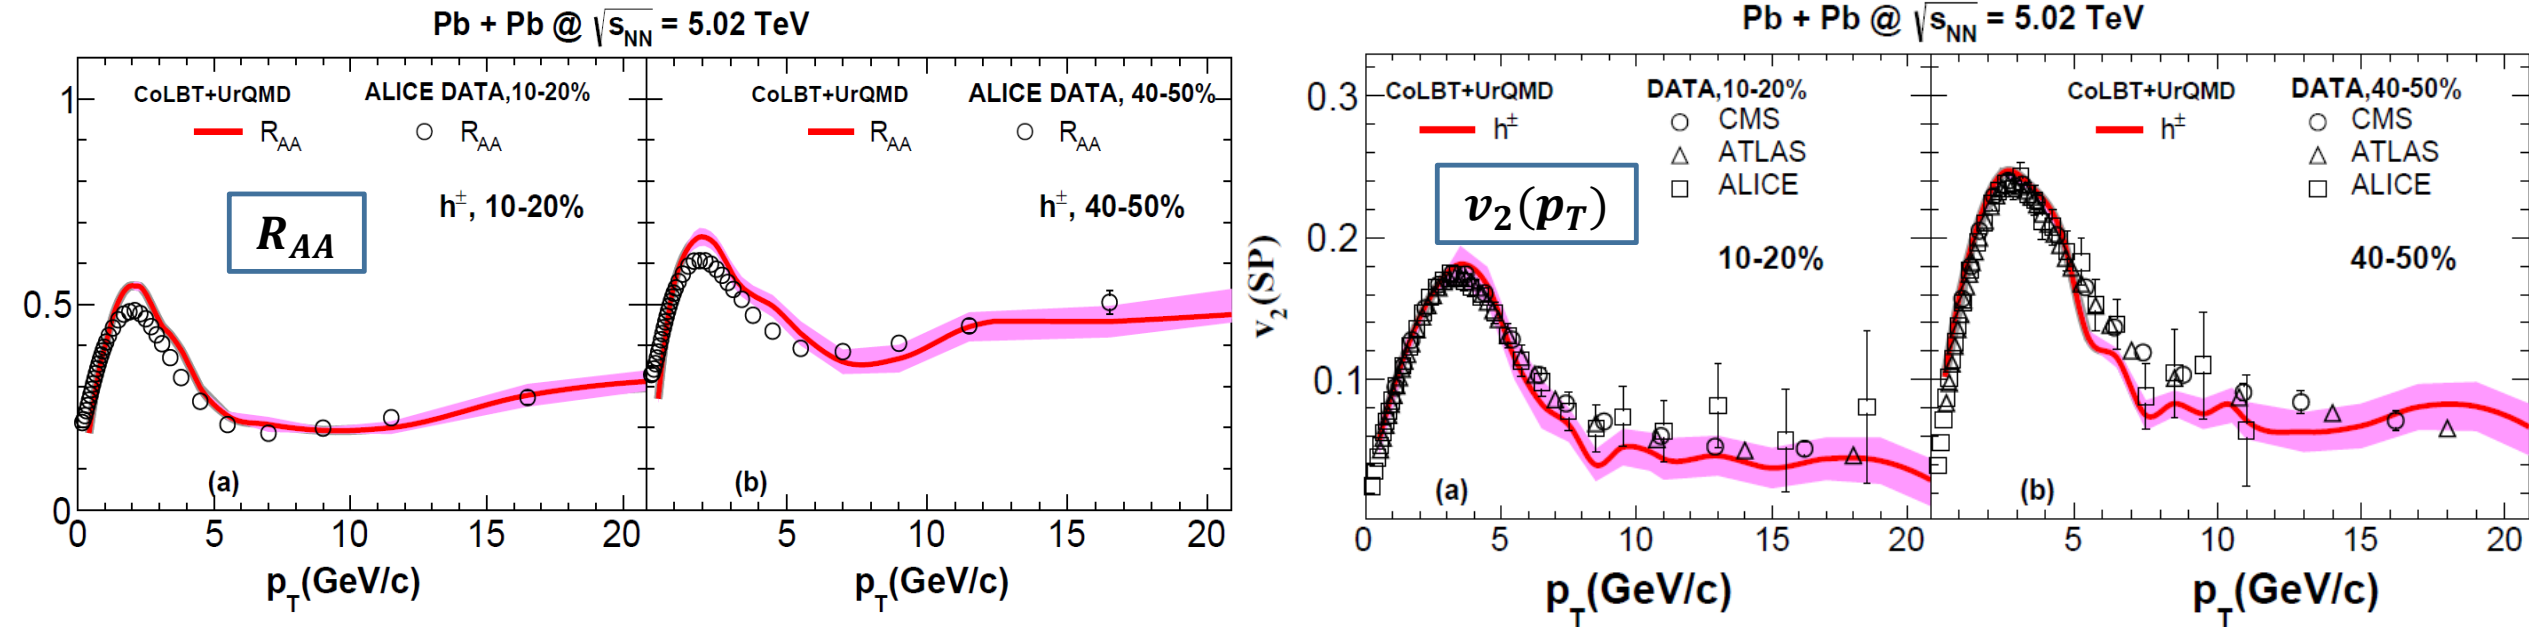 Pb + Pb @ √s_NN = 5.02 TeV
CoLBT+UrQMD
R_AA
ALICE DATA,10-20%
R_AA
h±, 10-20%
R_AA
(a)
1
0.5
0
0 5 10 15 20
p_T(GeV/c)
CoLBT+UrQMD
R_AA
ALICE DATA, 40-50%
R_AA
h±, 40-50%
(b)
5 10 15 20
p_T(GeV/c)
Pb + Pb @ √s_NN = 5.02 TeV
v₂(SP)
0.3
0.2
0.1
CoLBT+UrQMD
h±
DATA,10-20%
CMS
ATLAS
ALICE
v₂(p_T)
10-20%
(a)
0 5 10 15 20
p_T(GeV/c)
CoLBT+UrQMD
h±
DATA,40-50%
CMS
ATLAS
ALICE
40-50%
(b)
5 10 15 20
p_T(GeV/c)